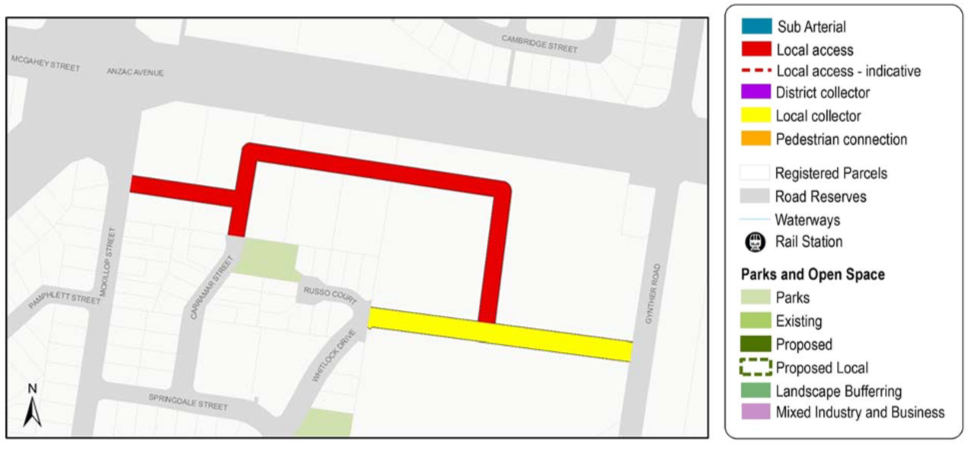 CAMBRIDGE STREET
MCGAHEY STREET
ANZAC AVENUE
MCKILLOP STREET
CARRAMAR STREET
RUSSO COURT
GYNTHER ROAD
PAMPHLETT STREET
WHITLOCK DRIVE
SPRINGDALE STREET
N
Sub Arterial
Local access
Local access - indicative
District collector
Local collector
Pedestrian connection
Registered Parcels
Road Reserves
Waterways
Rail Station
Parks and Open Space
Parks
Existing
Proposed
Proposed Local
Landscape Bufferring
Mixed Industry and Business